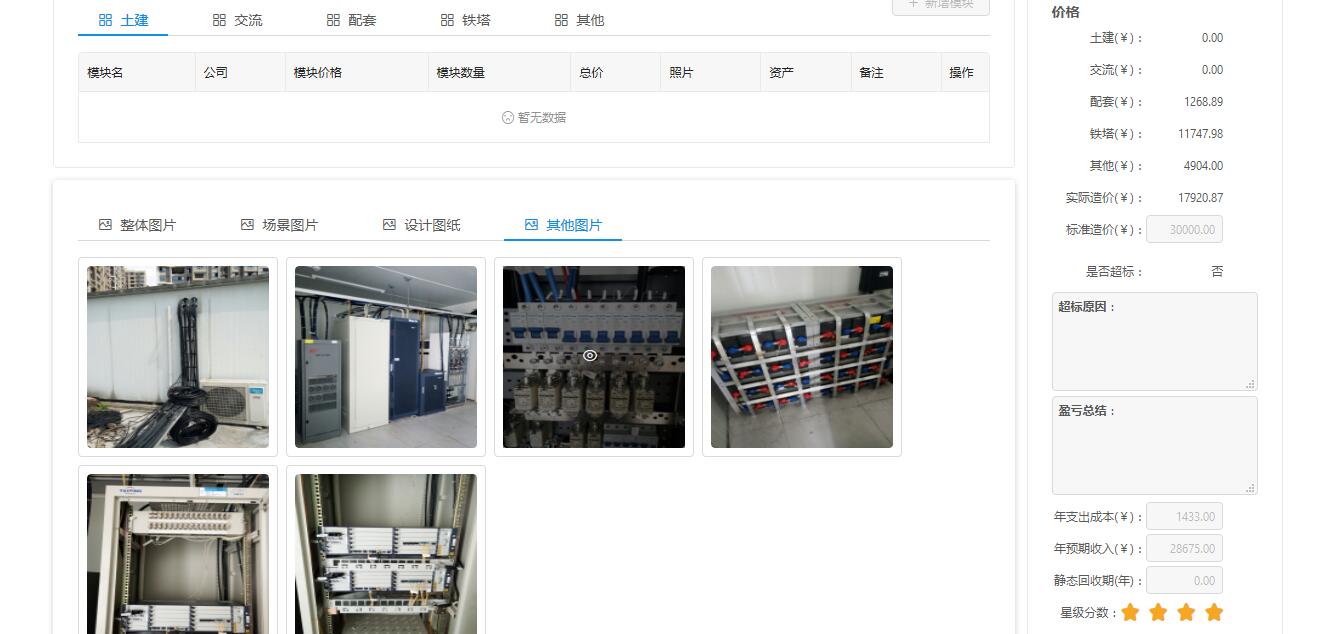 土建 交流 配套 铁塔 其他
+ 新增模块
模块名 公司 模块价格 模块数量 总价 照片 资产 备注 操作
暂无数据
整体图片 场景图片 设计图纸 其他图片
价格
土建(¥)： 0.00
交流(¥)： 0.00
配套(¥)： 1268.89
铁塔(¥)： 11747.98
其他(¥)： 4904.00
实际造价(¥)： 17920.87
标准造价(¥)： 30000.00
是否超标： 否
超标原因：
盈亏总结：
年支出成本(¥)： 1433.00
年预期收入(¥)： 28675.00
静态回收期(年)： 0.00
星级分数：